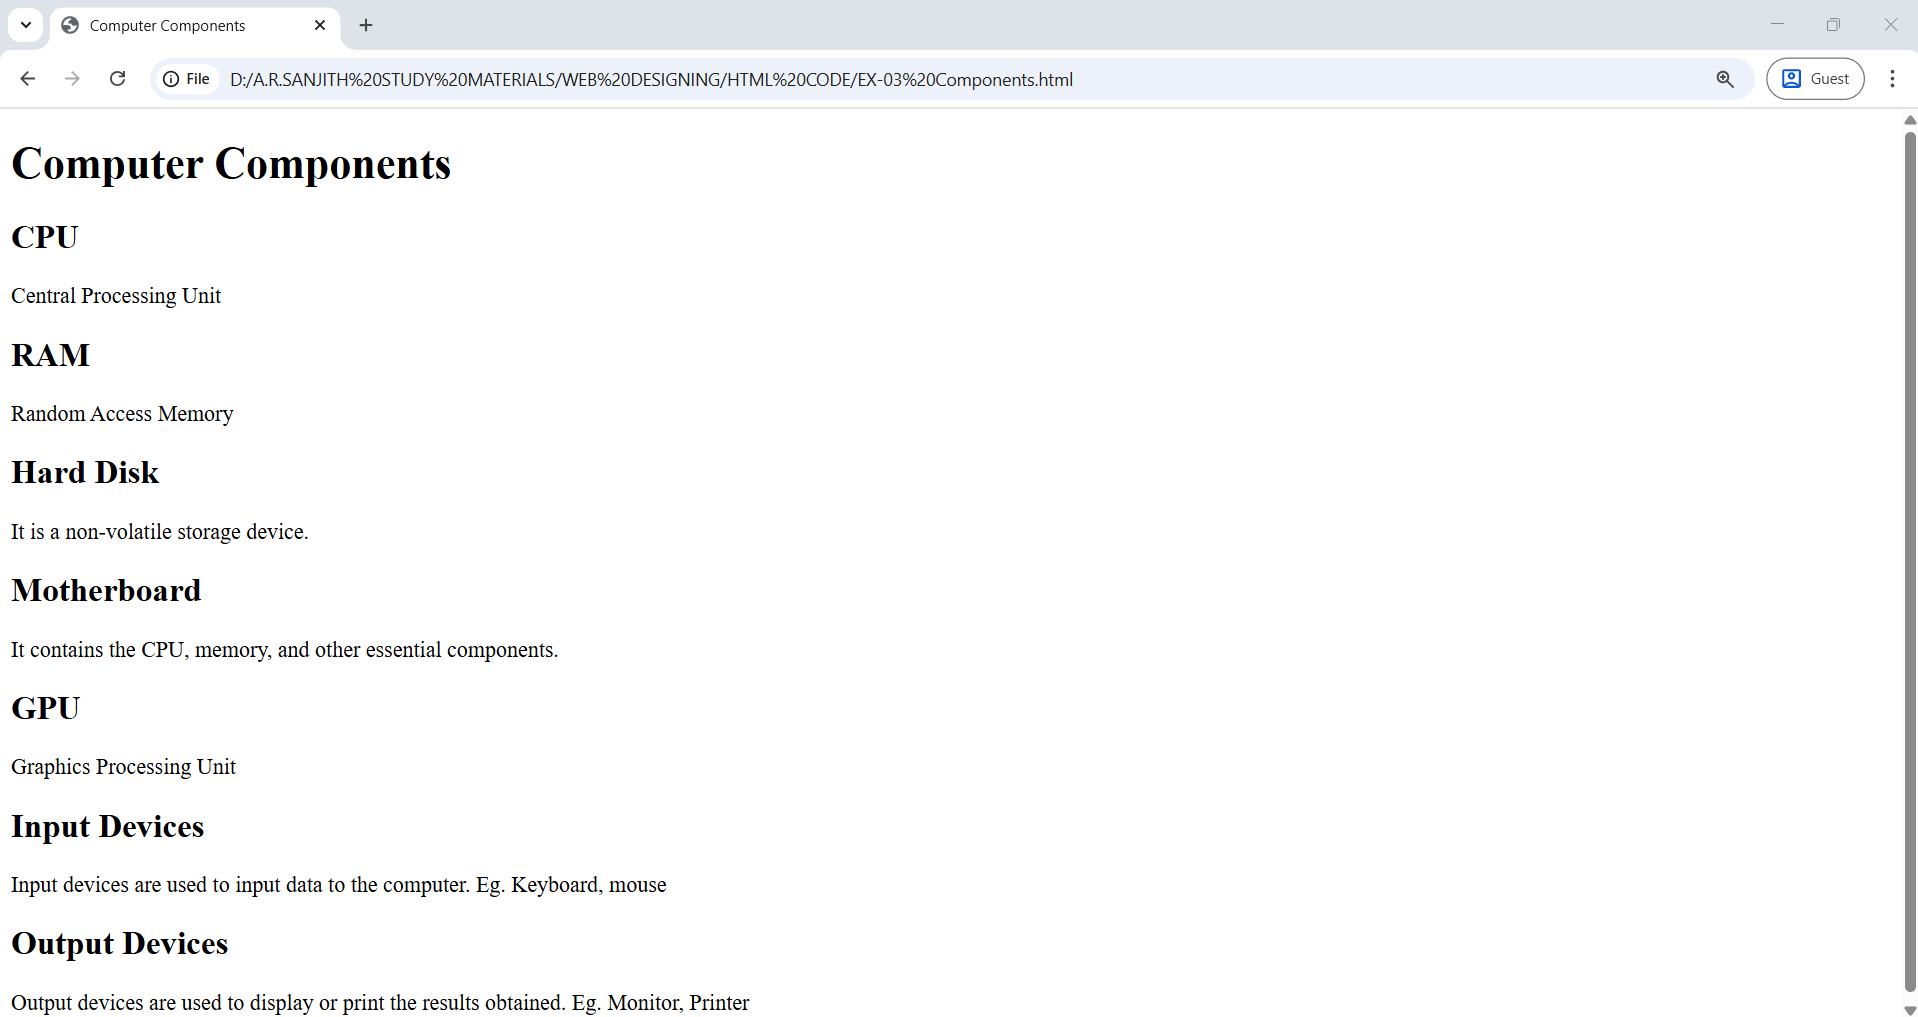 Computer Components
File
D:/A.R.SANJITH%20STUDY%20MATERIALS/WEB%20DESIGNING/HTML%20CODE/EX-03%20Components.html
Guest
Computer Components
CPU
Central Processing Unit
RAM
Random Access Memory
Hard Disk
It is a non-volatile storage device.
Motherboard
It contains the CPU, memory, and other essential components.
GPU
Graphics Processing Unit
Input Devices
Input devices are used to input data to the computer. Eg. Keyboard, mouse
Output Devices
Output devices are used to display or print the results obtained. Eg. Monitor, Printer